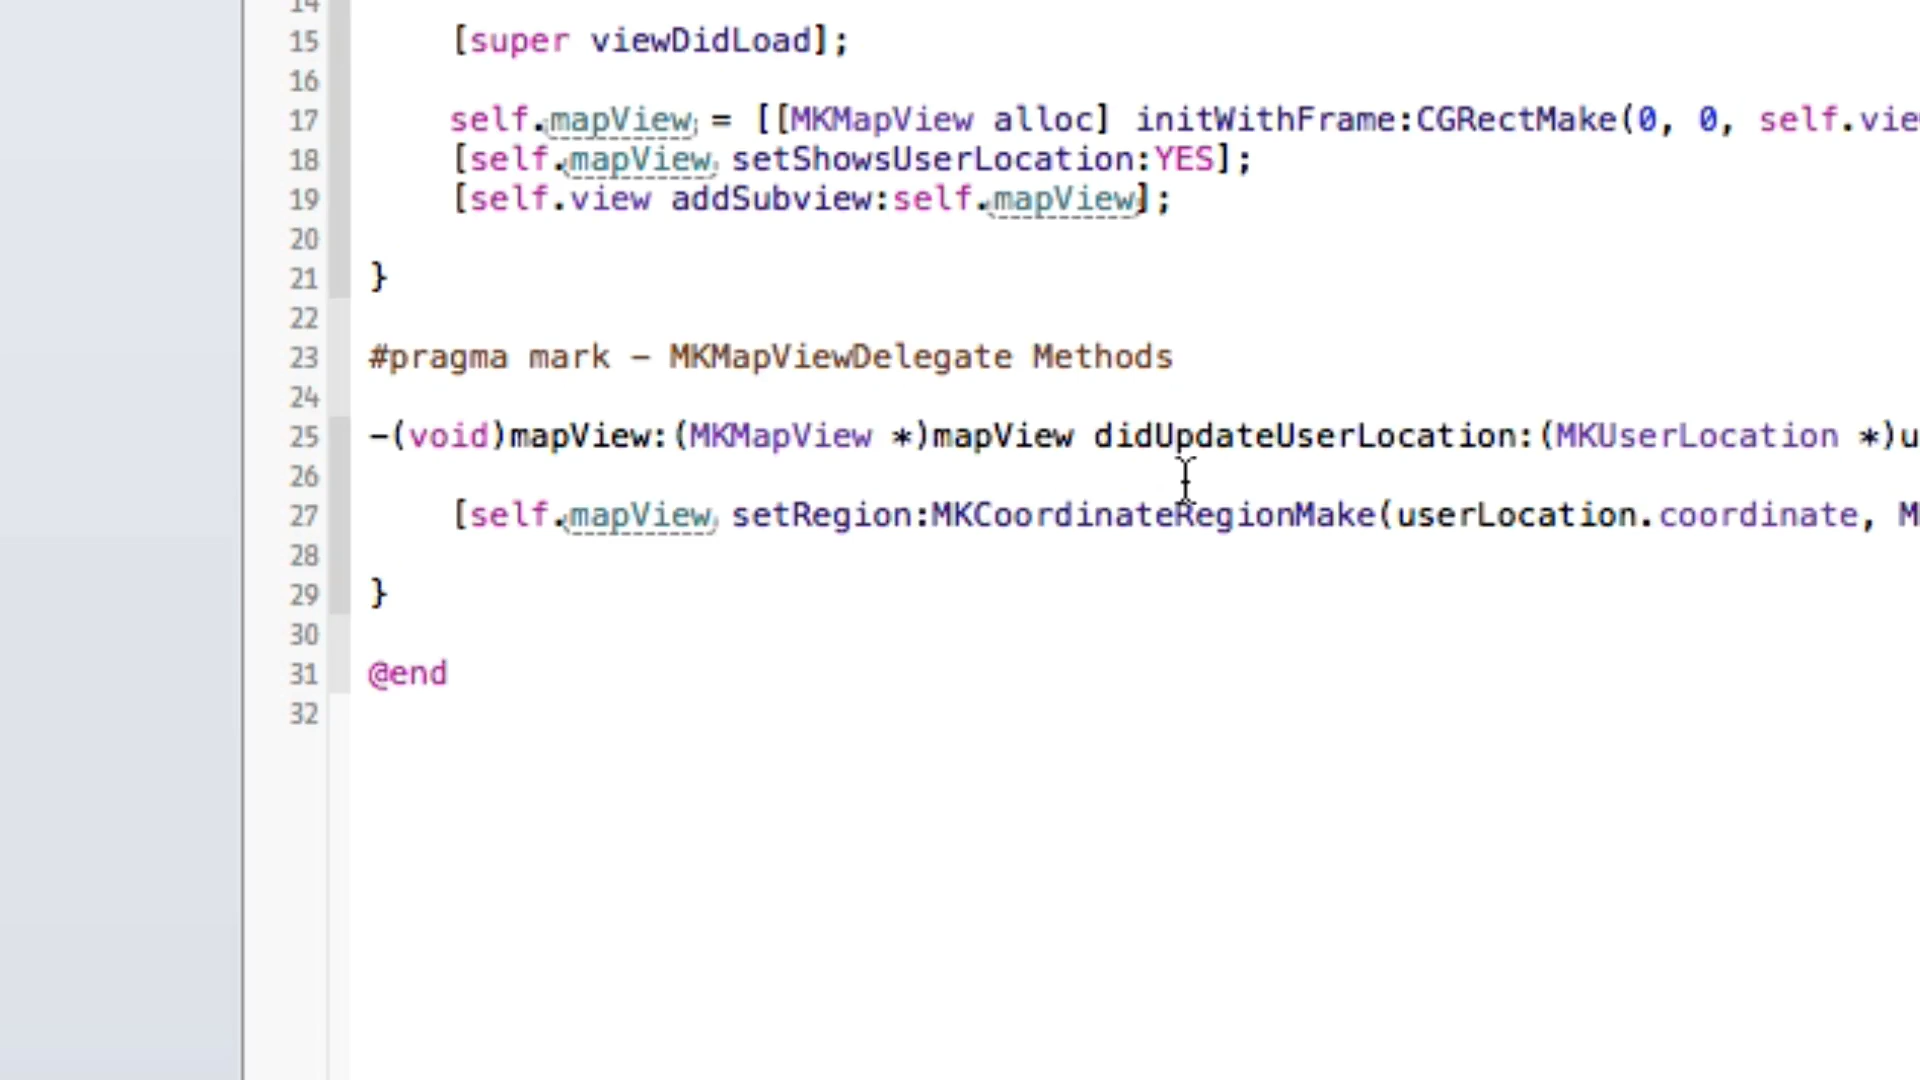 14
15 [super viewDidLoad];
16
17 self.mapView = [[MKMapView alloc] initWithFrame:CGRectMake(0, 0, self.vie
18 [self.mapView setShowsUserLocation:YES];
19 [self.view addSubview:self.mapView];
20
21 }
22
23 #pragma mark - MKMapViewDelegate Methods
24
25 -(void)mapView:(MKMapView *)mapView didUpdateUserLocation:(MKUserLocation *)u
26
27 [self.mapView setRegion:MKCoordinateRegionMake(userLocation.coordinate, M
28
29 }
30
31 @end
32